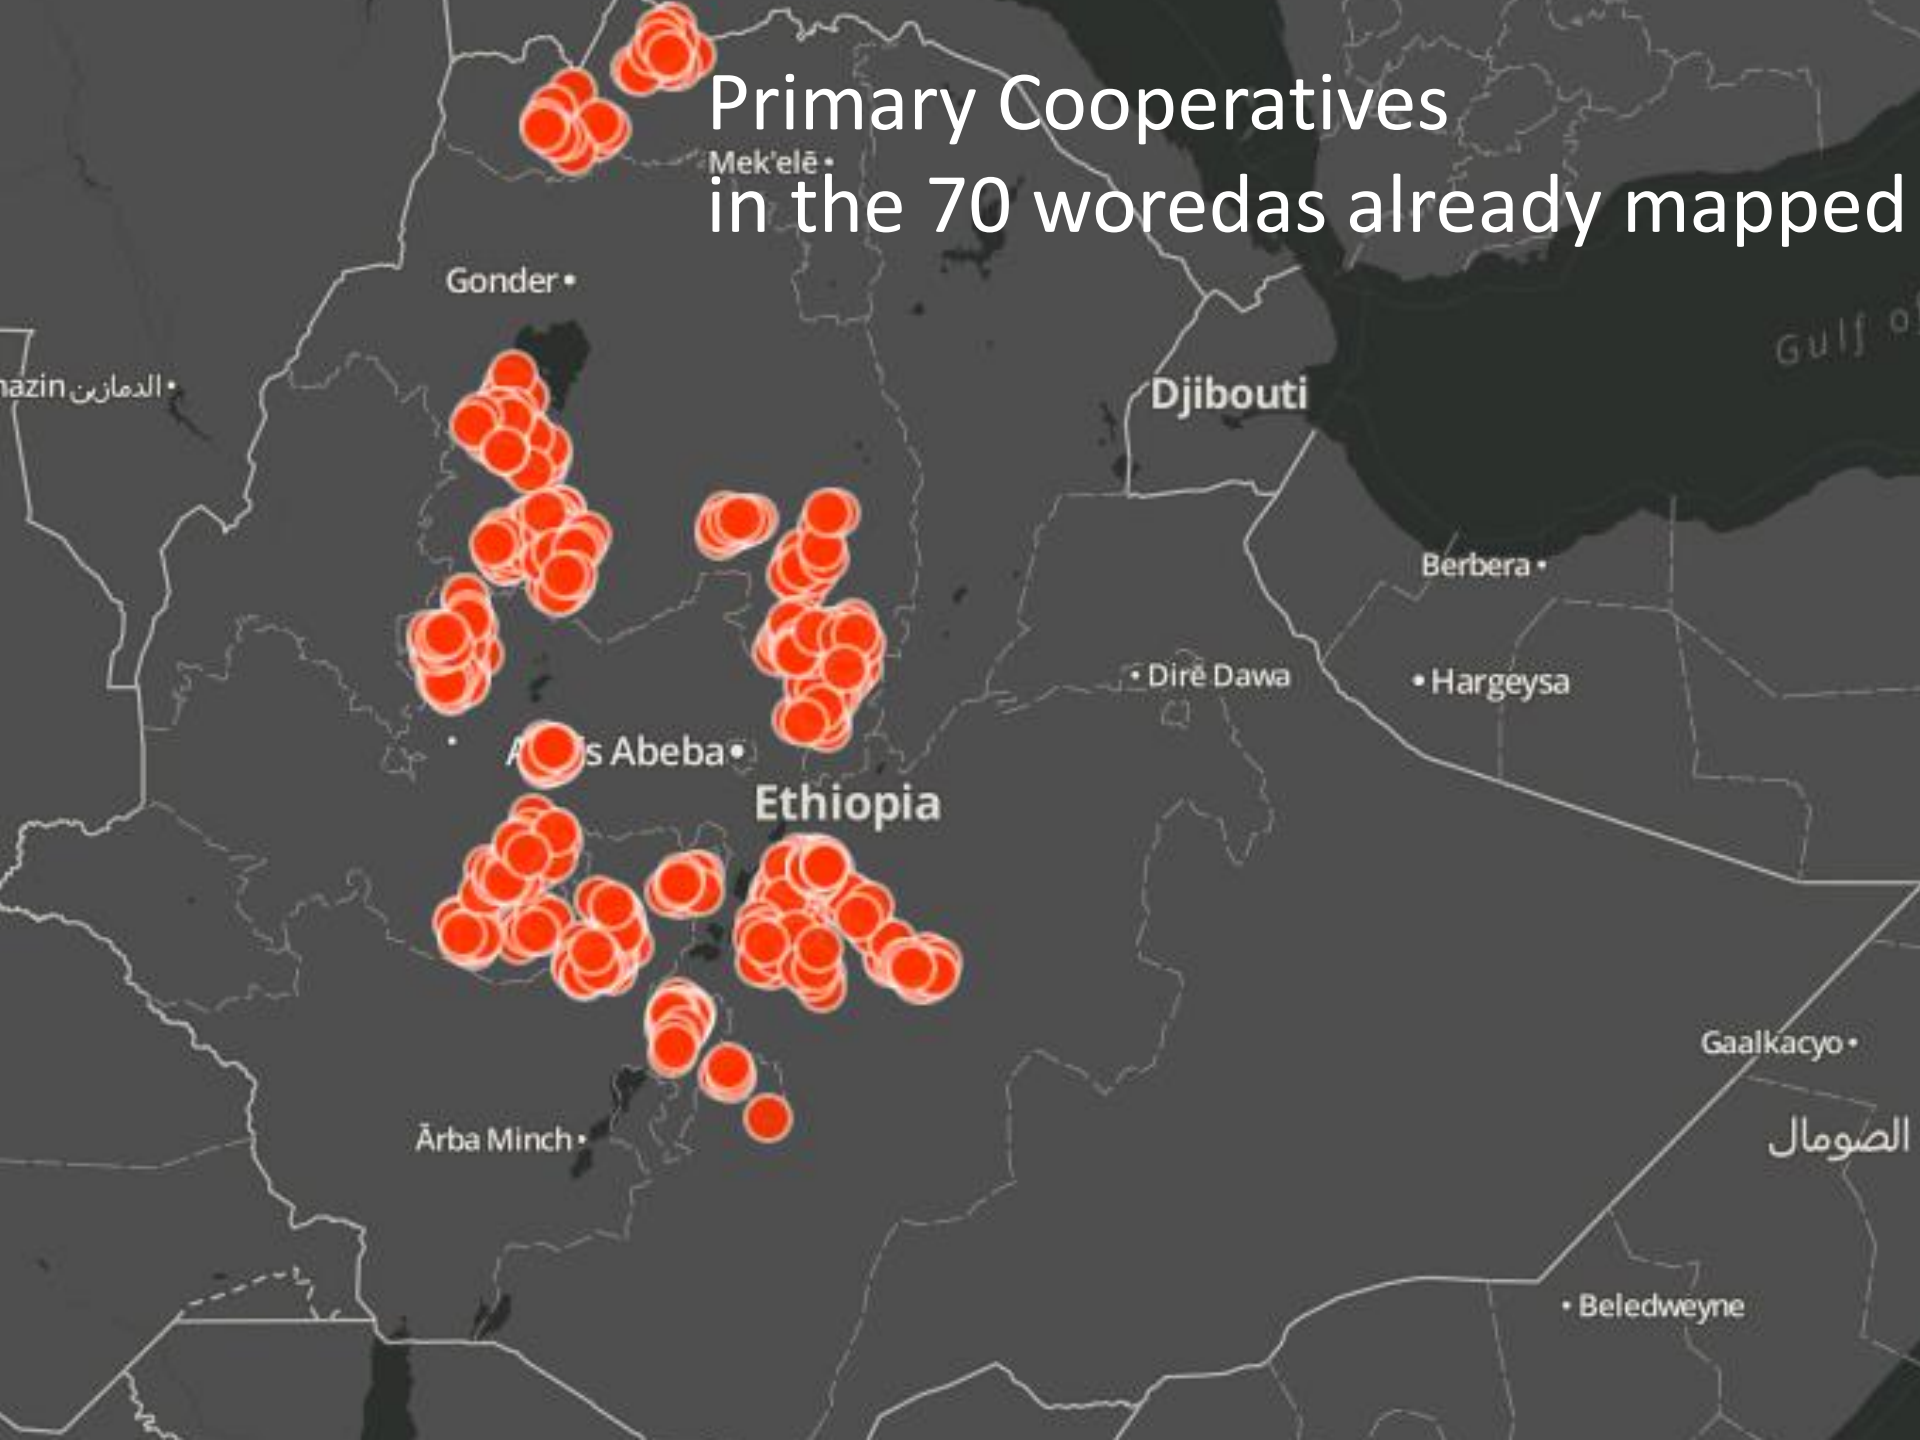 Primary Cooperatives
Mek'elē
in the 70 woredas already mapped
Gonder
Gulf
الدمازين
Djibouti
Berbera
Dirē Dawa
Hargeysa
Abeba
Ethiopia
Gaalkacyo
الصومال
Ārba Minch
Beledweyne